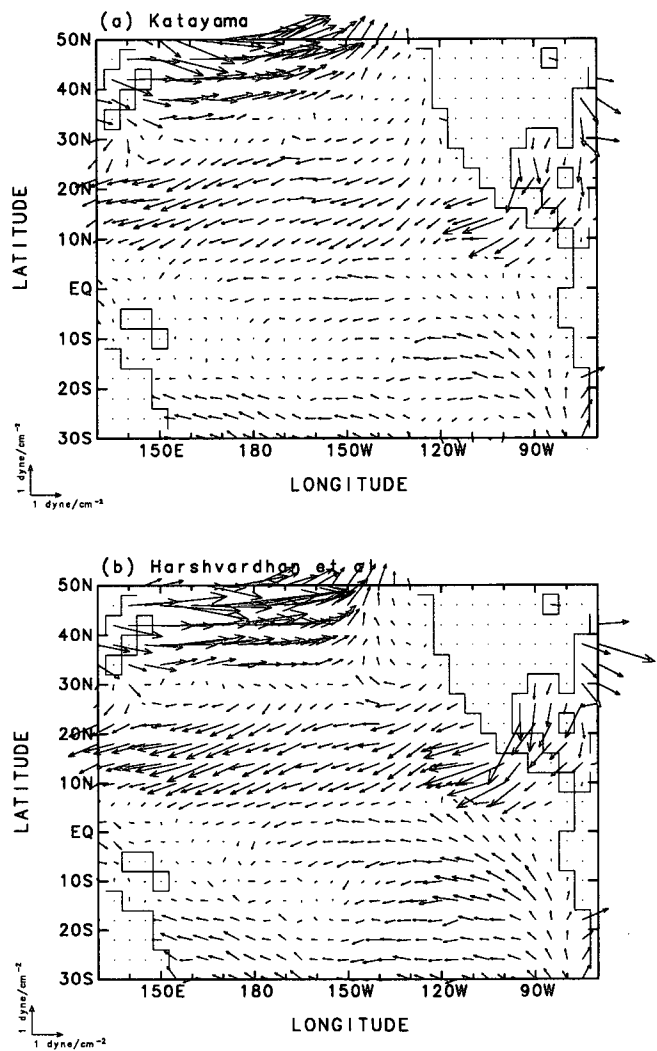 (a) Katayama
50N
40N
30N
20N
10N
EQ
10S
20S
30S
LATITUDE
150E 180 150W 120W 90W
LONGITUDE
1 dyne/cm⁻²
1 dyne/cm⁻²
(b) Harshvardhan et al
50N
40N
30N
20N
10N
EQ
10S
20S
30S
LATITUDE
150E 180 150W 120W 90W
LONGITUDE
1 dyne/cm⁻²
1 dyne/cm⁻²